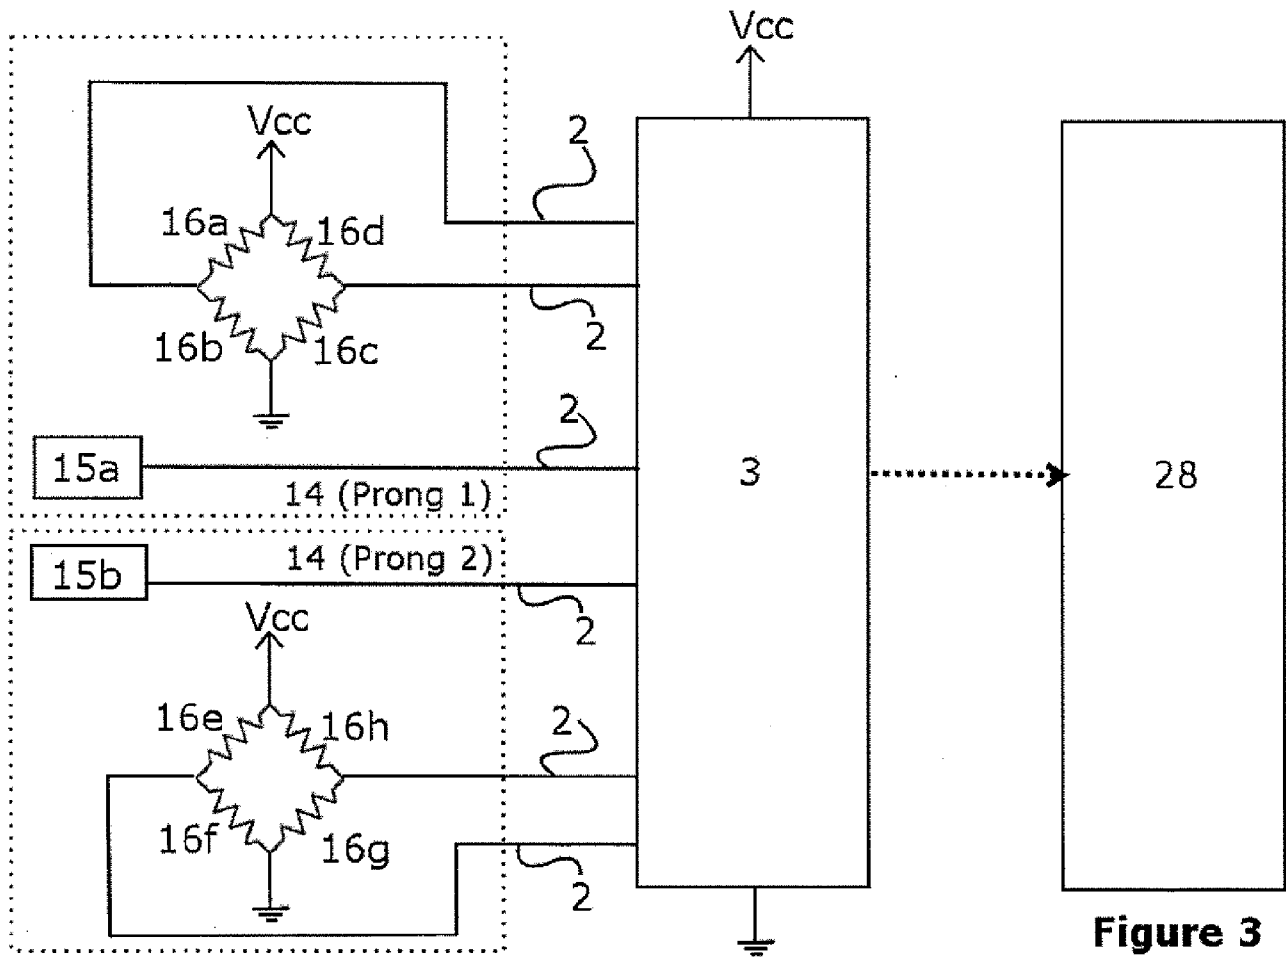 Vcc
2
Vcc
16a
16d
2
16b
16c
2
15a
14 (Prong 1)
3
28
14 (Prong 2)
15b
2
Vcc
16e
16h
2
16f
16g
2
Figure 3